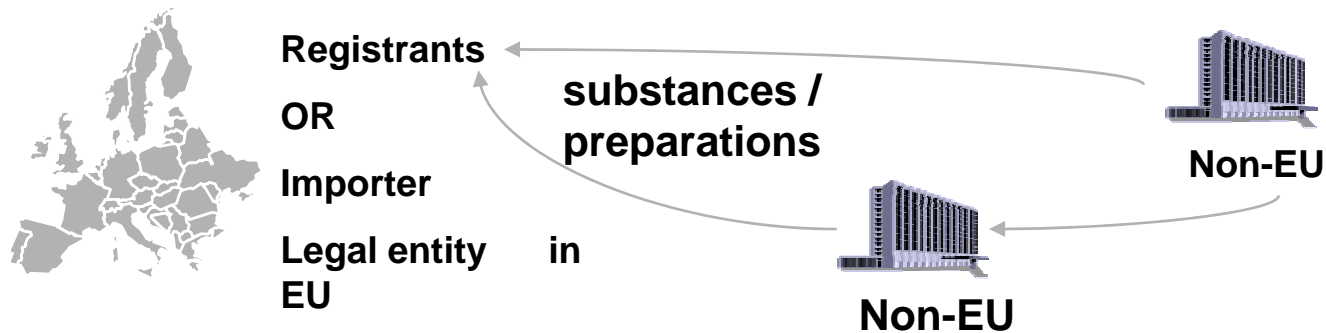 Registrants
OR
Importer
Legal entity in
EU
substances /
preparations
Non-EU
Non-EU